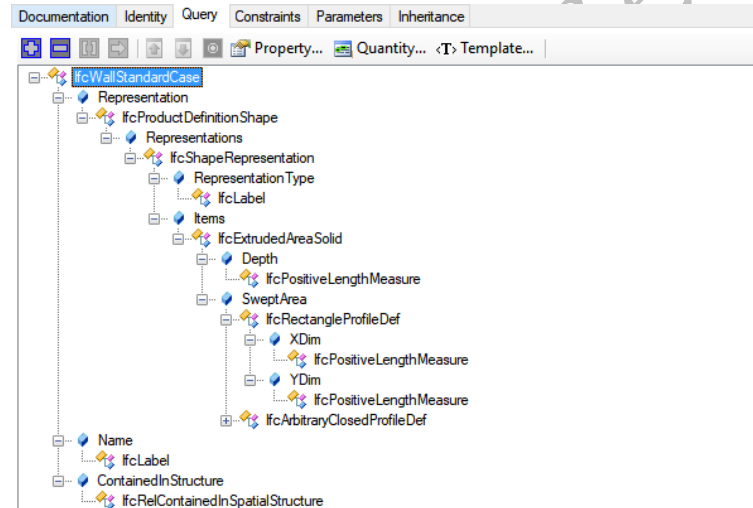 Documentation Identity Query Constraints Parameters Inheritance
Property... Quantity... <T> Template...
IfcWallStandardCase
Representation
IfcProductDefinitionShape
Representations
IfcShapeRepresentation
RepresentationType
IfcLabel
Items
IfcExtrudedAreaSolid
Depth
IfcPositiveLengthMeasure
SweptArea
IfcRectangleProfileDef
XDim
IfcPositiveLengthMeasure
YDim
IfcPositiveLengthMeasure
IfcArbitraryClosedProfileDef
Name
IfcLabel
ContainedInStructure
IfcRelContainedInSpatialStructure